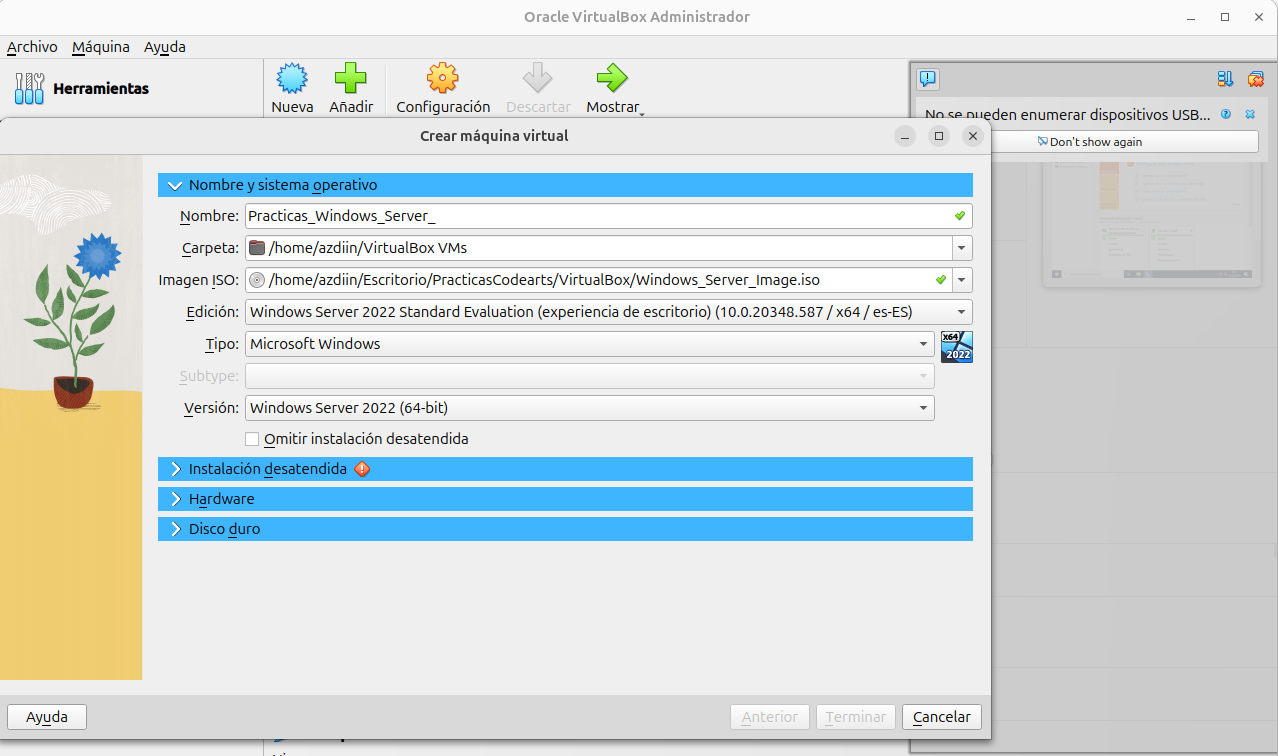 Oracle VirtualBox Administrador
Archivo Máquina Ayuda
Herramientas
Nueva Añadir Configuración Descartar Mostrar
No se pueden enumerar dispositivos USB...
Don't show again
Crear máquina virtual
Nombre y sistema operativo
Nombre: Practicas_Windows_Server_
Carpeta: /home/azdiin/VirtualBox VMs
Imagen ISO: /home/azdiin/Escritorio/PracticasCodearts/VirtualBox/Windows_Server_Image.iso
Edición: Windows Server 2022 Standard Evaluation (experiencia de escritorio) (10.0.20348.587 / x64 / es-ES)
Tipo: Microsoft Windows
x64
2022
Subtype:
Versión: Windows Server 2022 (64-bit)
Omitir instalación desatendida
Instalación desatendida
Hardware
Disco duro
Ayuda Anterior Terminar Cancelar